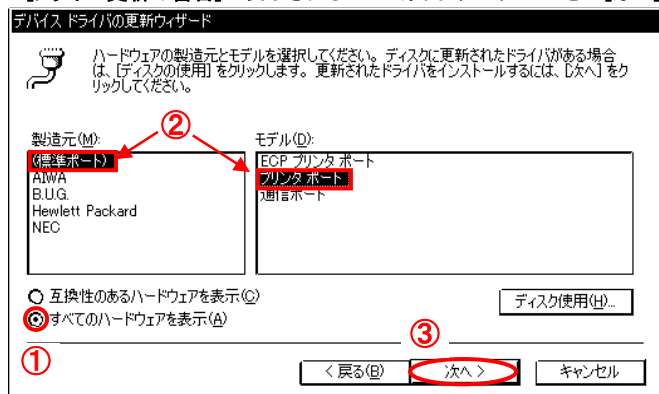 デバイス ドライバの更新ウィザード
ハードウェアの製造元とモデルを選択してください。ディスクに更新されたドライバがある場合
は、[ディスクの使用] をクリックします。更新されたドライバをインストールするには、[次へ] をク
リックしてください。
②
製造元(M):
モデル(D):
(標準ポート)
AIWA
B.U.G.
Hewlett Packard
NEC
ECP プリンタ ポート
プリンタ ポート
通信ポート
互換性のあるハードウェアを表示(C)
すべてのハードウェアを表示(A)
ディスク使用(H)...
①
③
< 戻る(B)
次へ >
キャンセル